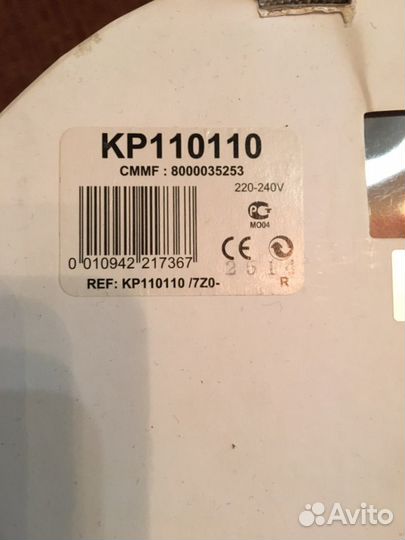 KP110110
CMMF : 8000035253
220-240V
MO04
CE
0 010942 217367
REF: KP110110 /7Z0-
R
Avito